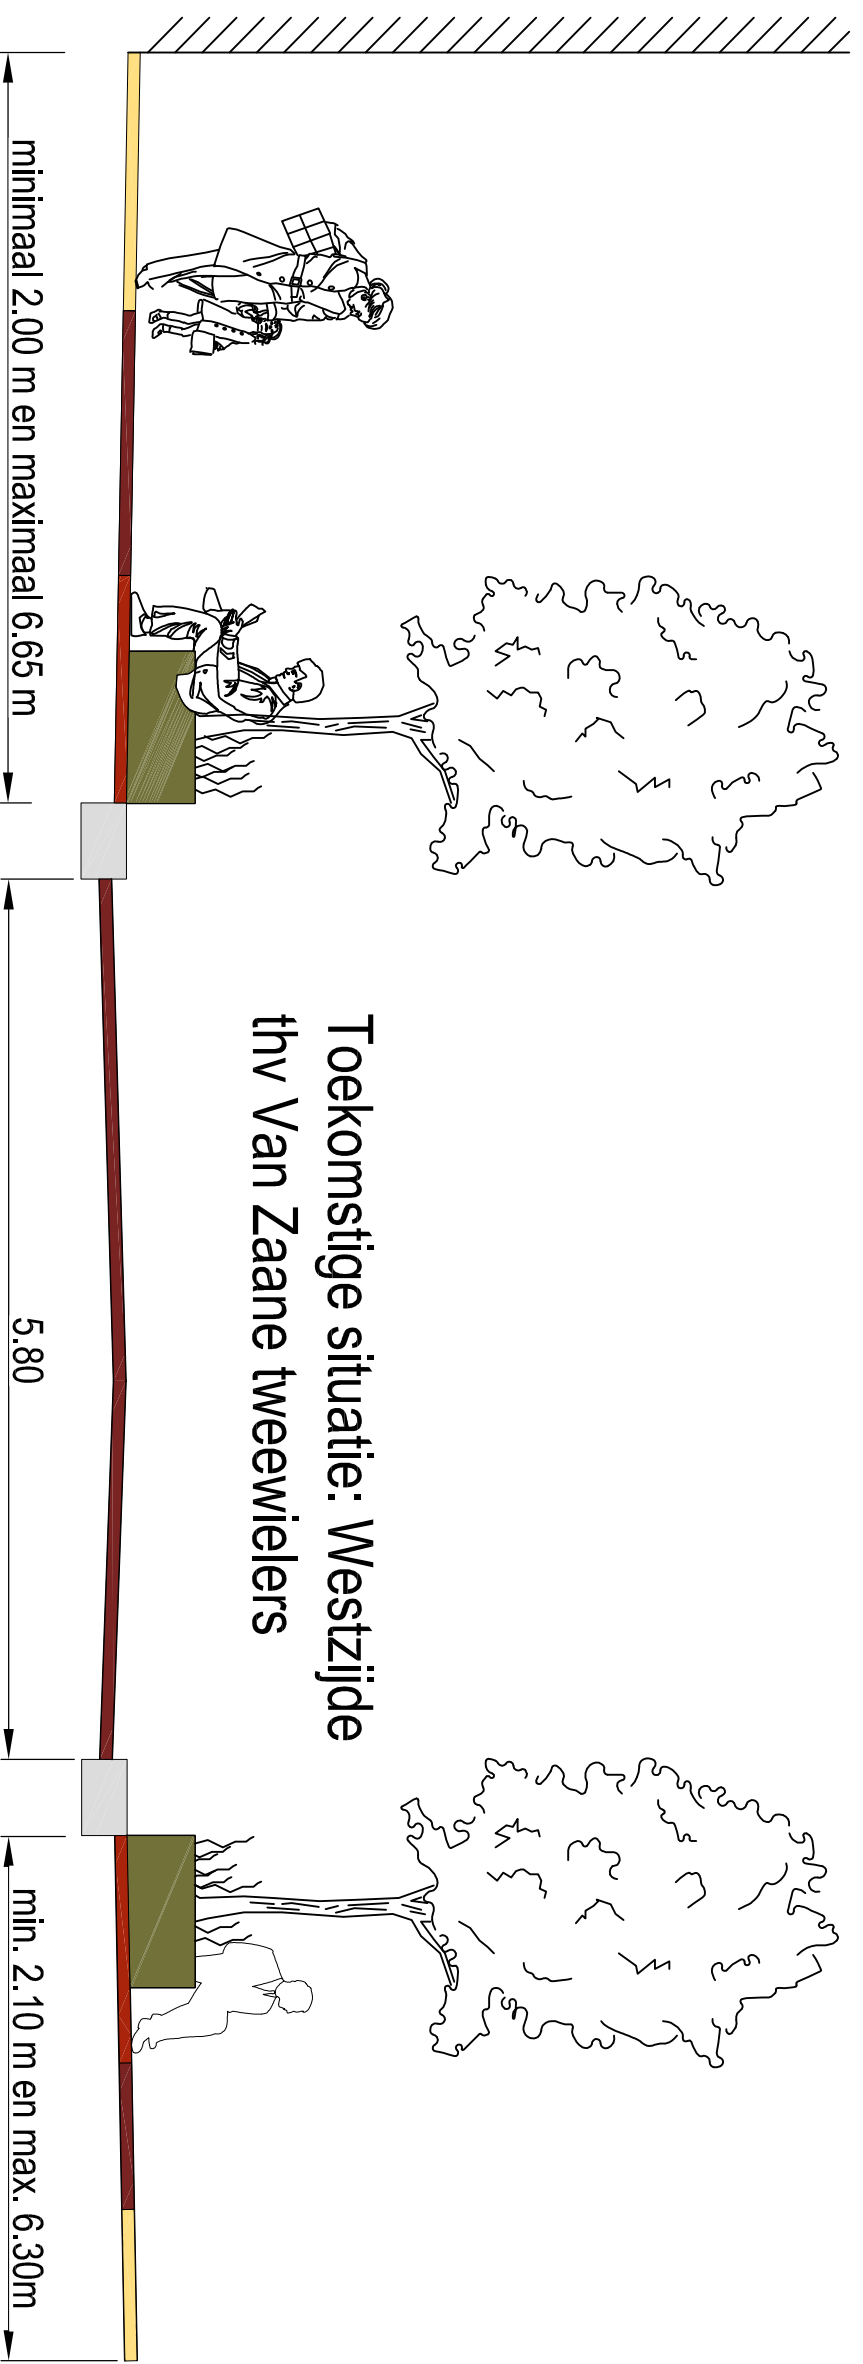 Toekomstige situatie: Westzijde
thv Van Zaane tweewielers
minimaal 2.00 m en maximaal 6.65 m
5.80
min. 2.10 m en max. 6.30m